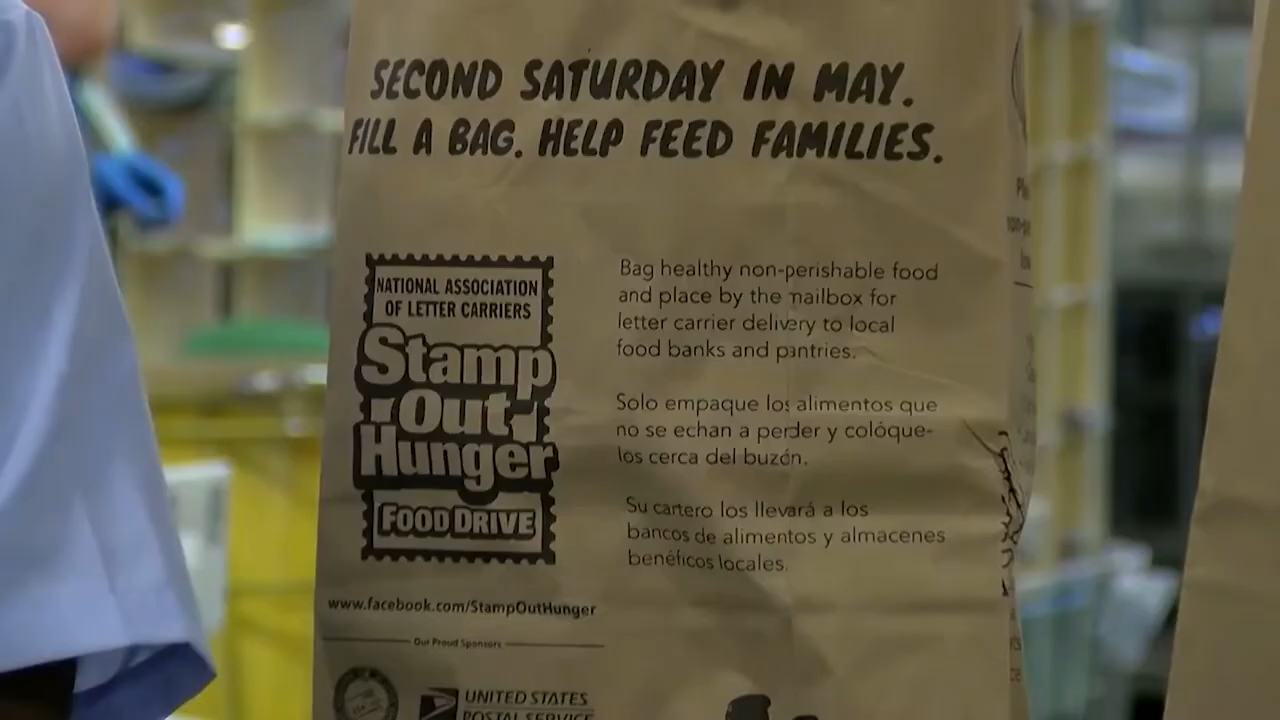 SECOND SATURDAY IN MAY.
FILL A BAG. HELP FEED FAMILIES.
NATIONAL ASSOCIATION
OF LETTER CARRIERS
Stamp
Out
Hunger
FOOD DRIVE
www.facebook.com/StampOutHunger
Our Proud Sponsors
UNITED STATES
POSTAL SERVICE
Bag healthy non-perishable food
and place by the mailbox for
letter carrier delivery to local
food banks and pantries.
Solo empaque los alimentos que
no se echan a perder y colóque-
los cerca del buzón.
Su cartero los llevará a los
bancos de alimentos y almacenes
benéficos locales.